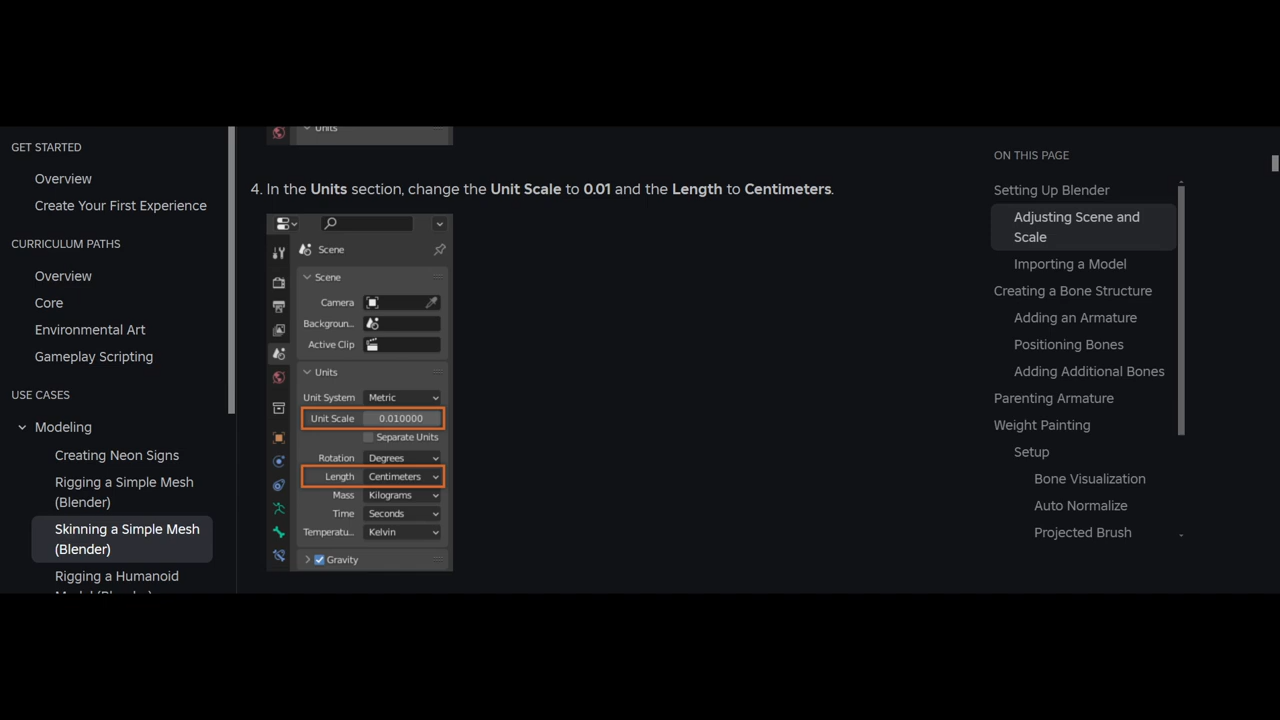 GET STARTED
Overview
Create Your First Experience
CURRICULUM PATHS
Overview
Core
Environmental Art
Gameplay Scripting
USE CASES
Modeling
Creating Neon Signs
Rigging a Simple Mesh
(Blender)
Skinning a Simple Mesh
(Blender)
Rigging a Humanoid
Model (Blender)
Units
4. In the Units section, change the Unit Scale to 0.01 and the Length to Centimeters.
Scene
Scene
Camera
Backgroun...
Active Clip
Units
Unit System Metric
Unit Scale 0.010000
Separate Units
Rotation Degrees
Length Centimeters
Mass Kilograms
Time Seconds
Temperatu... Kelvin
Gravity
ON THIS PAGE
Setting Up Blender
Adjusting Scene and
Scale
Importing a Model
Creating a Bone Structure
Adding an Armature
Positioning Bones
Adding Additional Bones
Parenting Armature
Weight Painting
Setup
Bone Visualization
Auto Normalize
Projected Brush